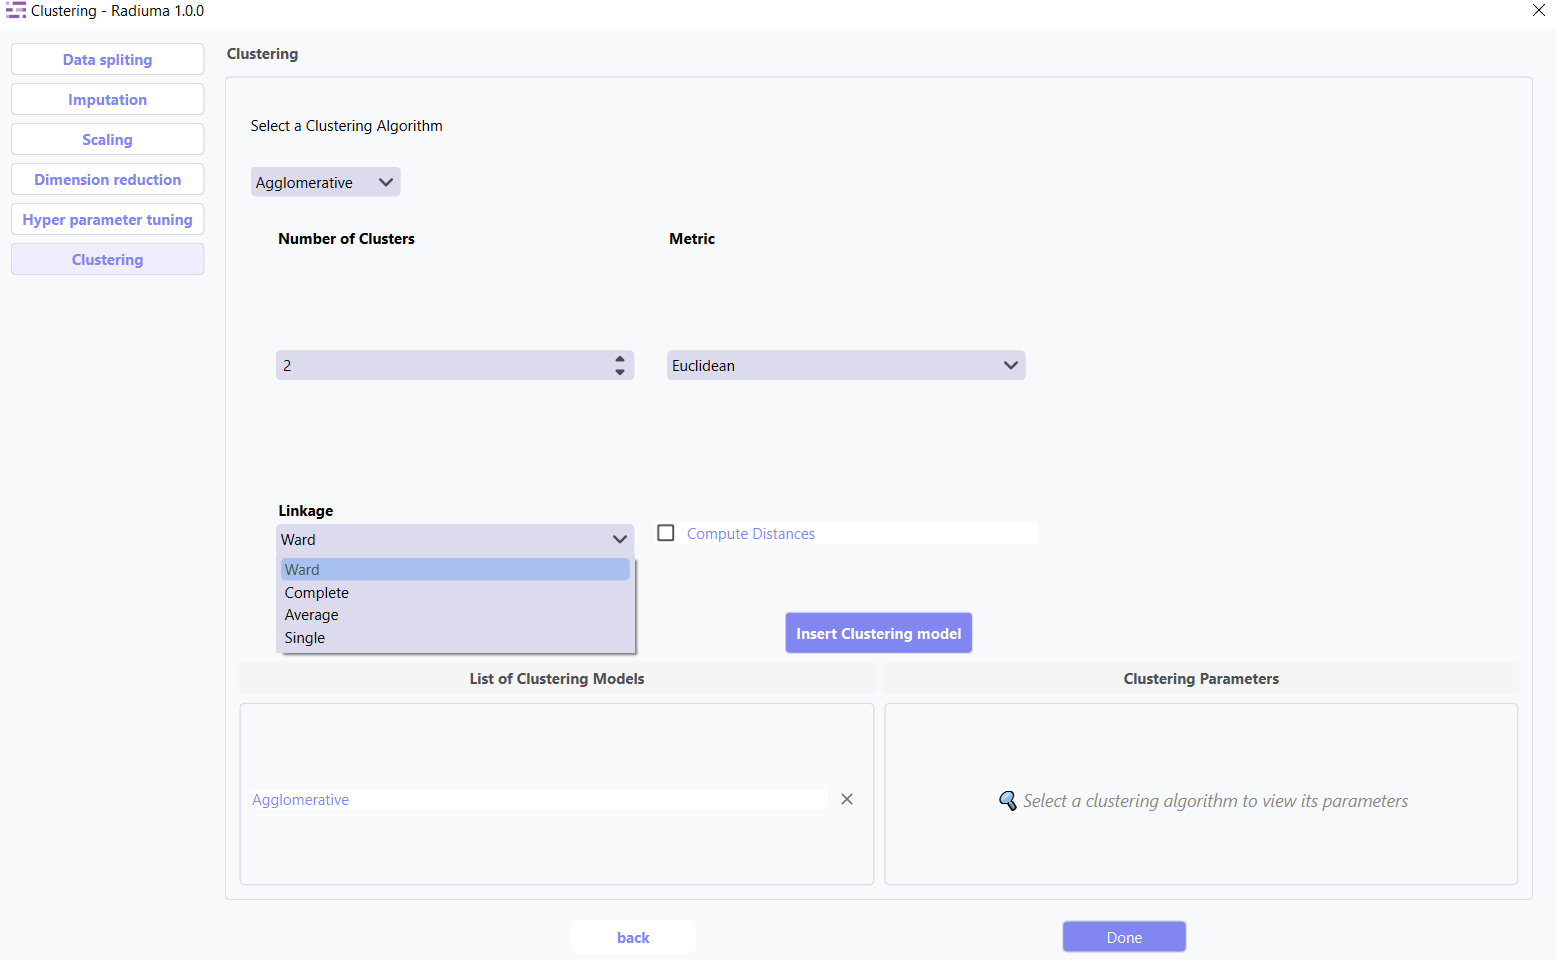 Clustering - Radiuma 1.0.0
Data spliting
Imputation
Scaling
Dimension reduction
Hyper parameter tuning
Clustering
Clustering
Select a Clustering Algorithm
Agglomerative
Number of Clusters
Metric
2
Euclidean
Linkage
Ward
Compute Distances
Ward
Complete
Average
Single
Insert Clustering model
List of Clustering Models
Clustering Parameters
Agglomerative
Select a clustering algorithm to view its parameters
back
Done